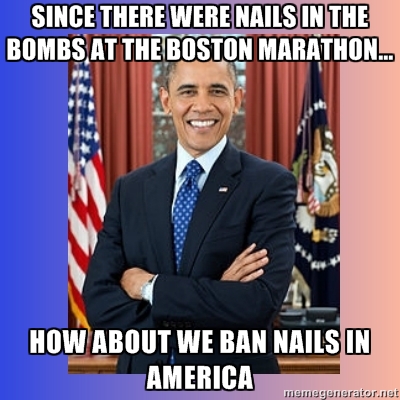 SINCE THERE WERE NAILS IN THE
BOMBS AT THE BOSTON MARATHON...
HOW ABOUT WE BAN NAILS IN
AMERICA
memegenerator.net